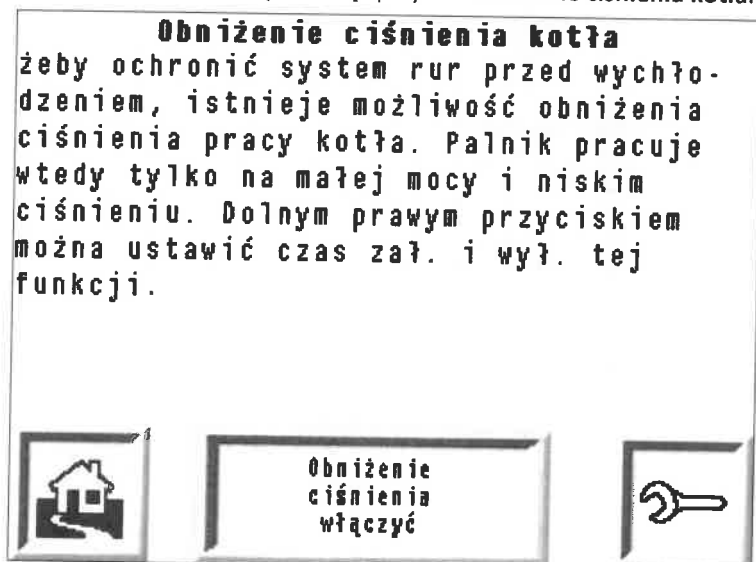 ciśnienia kotła.
Obniżenie ciśnienia kotła
żeby ochronić system rur przed wychło-
dzeniem, istnieje możliwość obniżenia
ciśnienia pracy kotła. Palnik pracuje
wtedy tylko na małej mocy i niskim
ciśnieniu. Dolnym prawym przyciskiem
można ustawić czas zał. i wył. tej
funkcji.
Obniżenie
ciśnienia
włączyć